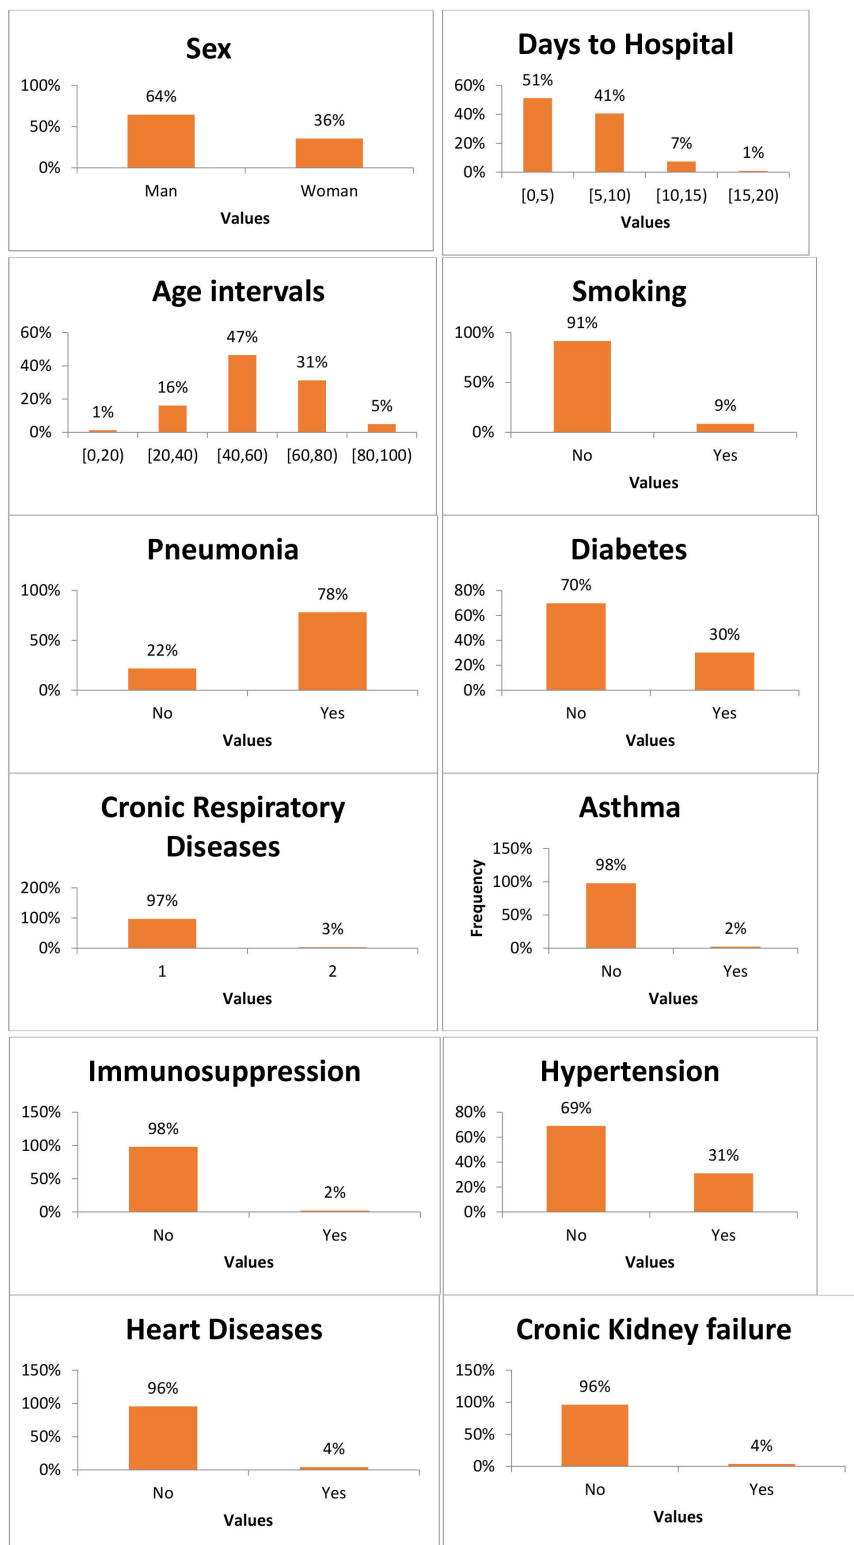 Sex
100%
64%
50%
36%
0%
Man Woman
Values
Days to Hospital
60%
51%
41%
40%
20%
7%
1%
0%
[0,5) [5,10) [10,15) [15,20)
Values
Age intervals
60%
47%
40%
31%
20%
16%
5%
1%
0%
[0,20) [20,40) [40,60) [60,80) [80,100)
Smoking
91%
100%
50%
9%
0%
No Yes
Values
Pneumonia
100%
78%
50%
22%
0%
No Yes
Values
Diabetes
80%
70%
60%
40%
30%
20%
0%
No Yes
Values
Cronic Respiratory
Diseases
200%
97%
100%
3%
0%
1 2
Values
Asthma
Frequency
150%
98%
100%
50%
2%
0%
No Yes
Values
Immunosuppression
150%
98%
100%
50%
2%
0%
No Yes
Values
Hypertension
80%
69%
60%
40%
31%
20%
0%
No Yes
Values
Heart Diseases
150%
96%
100%
50%
4%
0%
No Yes
Values
Cronic Kidney failure
150%
96%
100%
50%
4%
0%
No Yes
Values